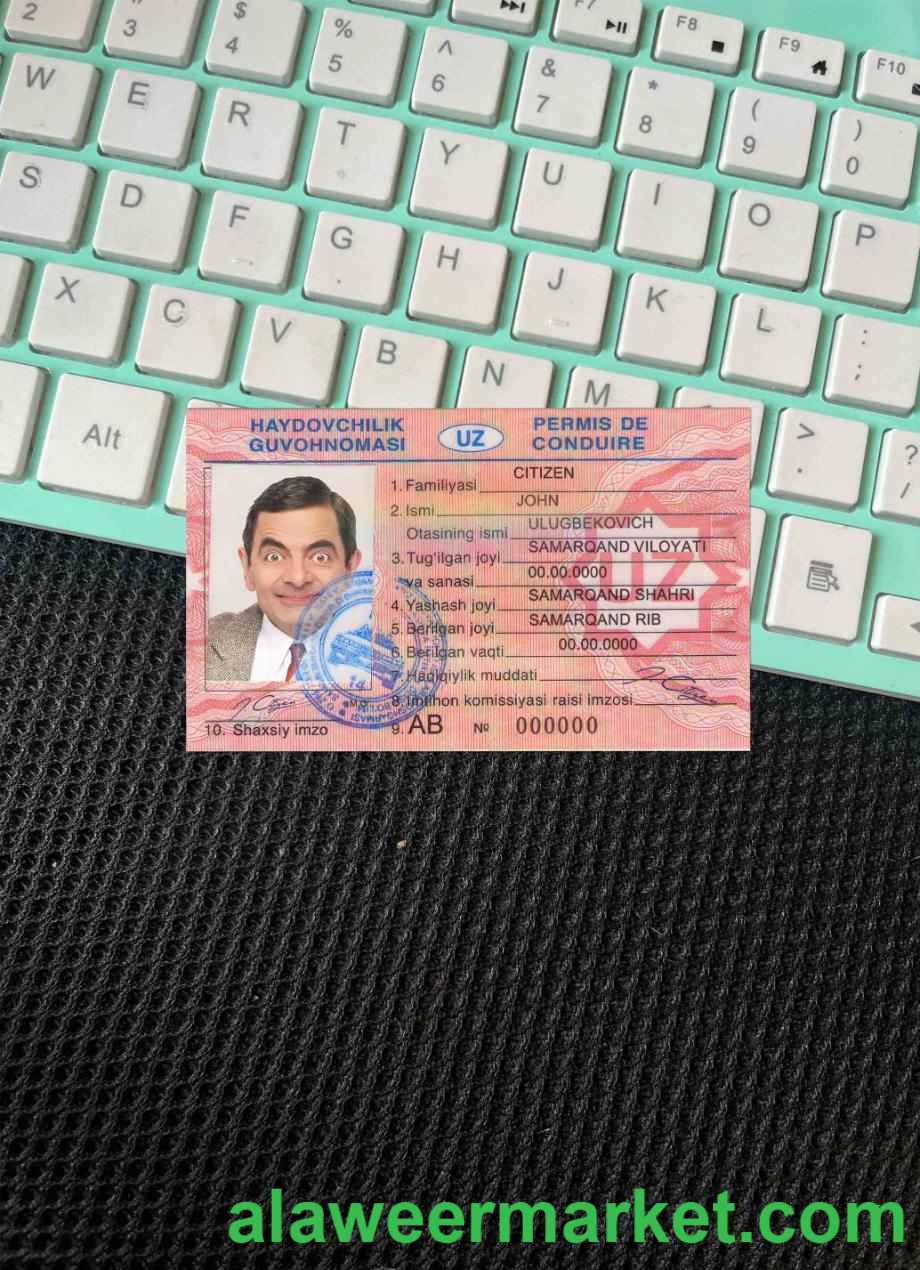 2
3
$
4
%
5
^
6
&
7
*
8
(
9
)
0
F7
F8
F9
F10
W
E
R
T
Y
U
I
O
P
S
D
F
G
H
J
K
L
:
;
X
C
V
B
N
M
>
.
?
/
Alt
HAYDOVCHILIK GUVOHNOMASI
UZ
PERMIS DE CONDUIRE
1. Familiyasi CITIZEN
2. Ismi JOHN
Otasining ismi ULUGBEKOVICH
3. Tug'ilgan joyi SAMARQAND VILOYATI
va sanasi 00.00.0000
4. Yashash joyi SAMARQAND SHAHRI
5. Berilgan joyi SAMARQAND RIB
6. Berilgan vaqti 00.00.0000
7. Haqiqiylik muddati
8. Imtihon komissiyasi raisi imzosi
9. AB № 000000
10. Shaxsiy imzo
UZ
14
alaweermarket.com